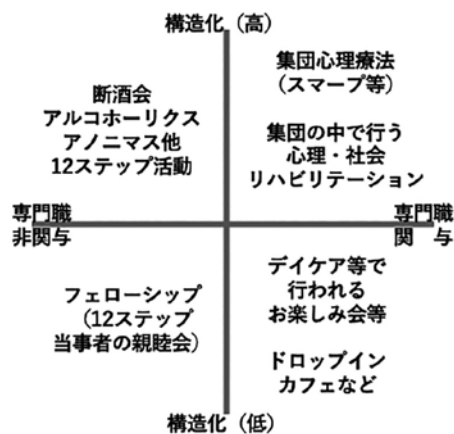 構造化（高）
断酒会
アルコホーリクス
アノニマス他
12ステップ活動
集団心理療法
（スマープ等）
集団の中で行う
心理・社会
リハビリテーション
専門職
非関与
専門職
関　与
フェローシップ
（12ステップ
当事者の親睦会）
デイケア等で
行われる
お楽しみ会等
ドロップイン
カフェなど
構造化（低）